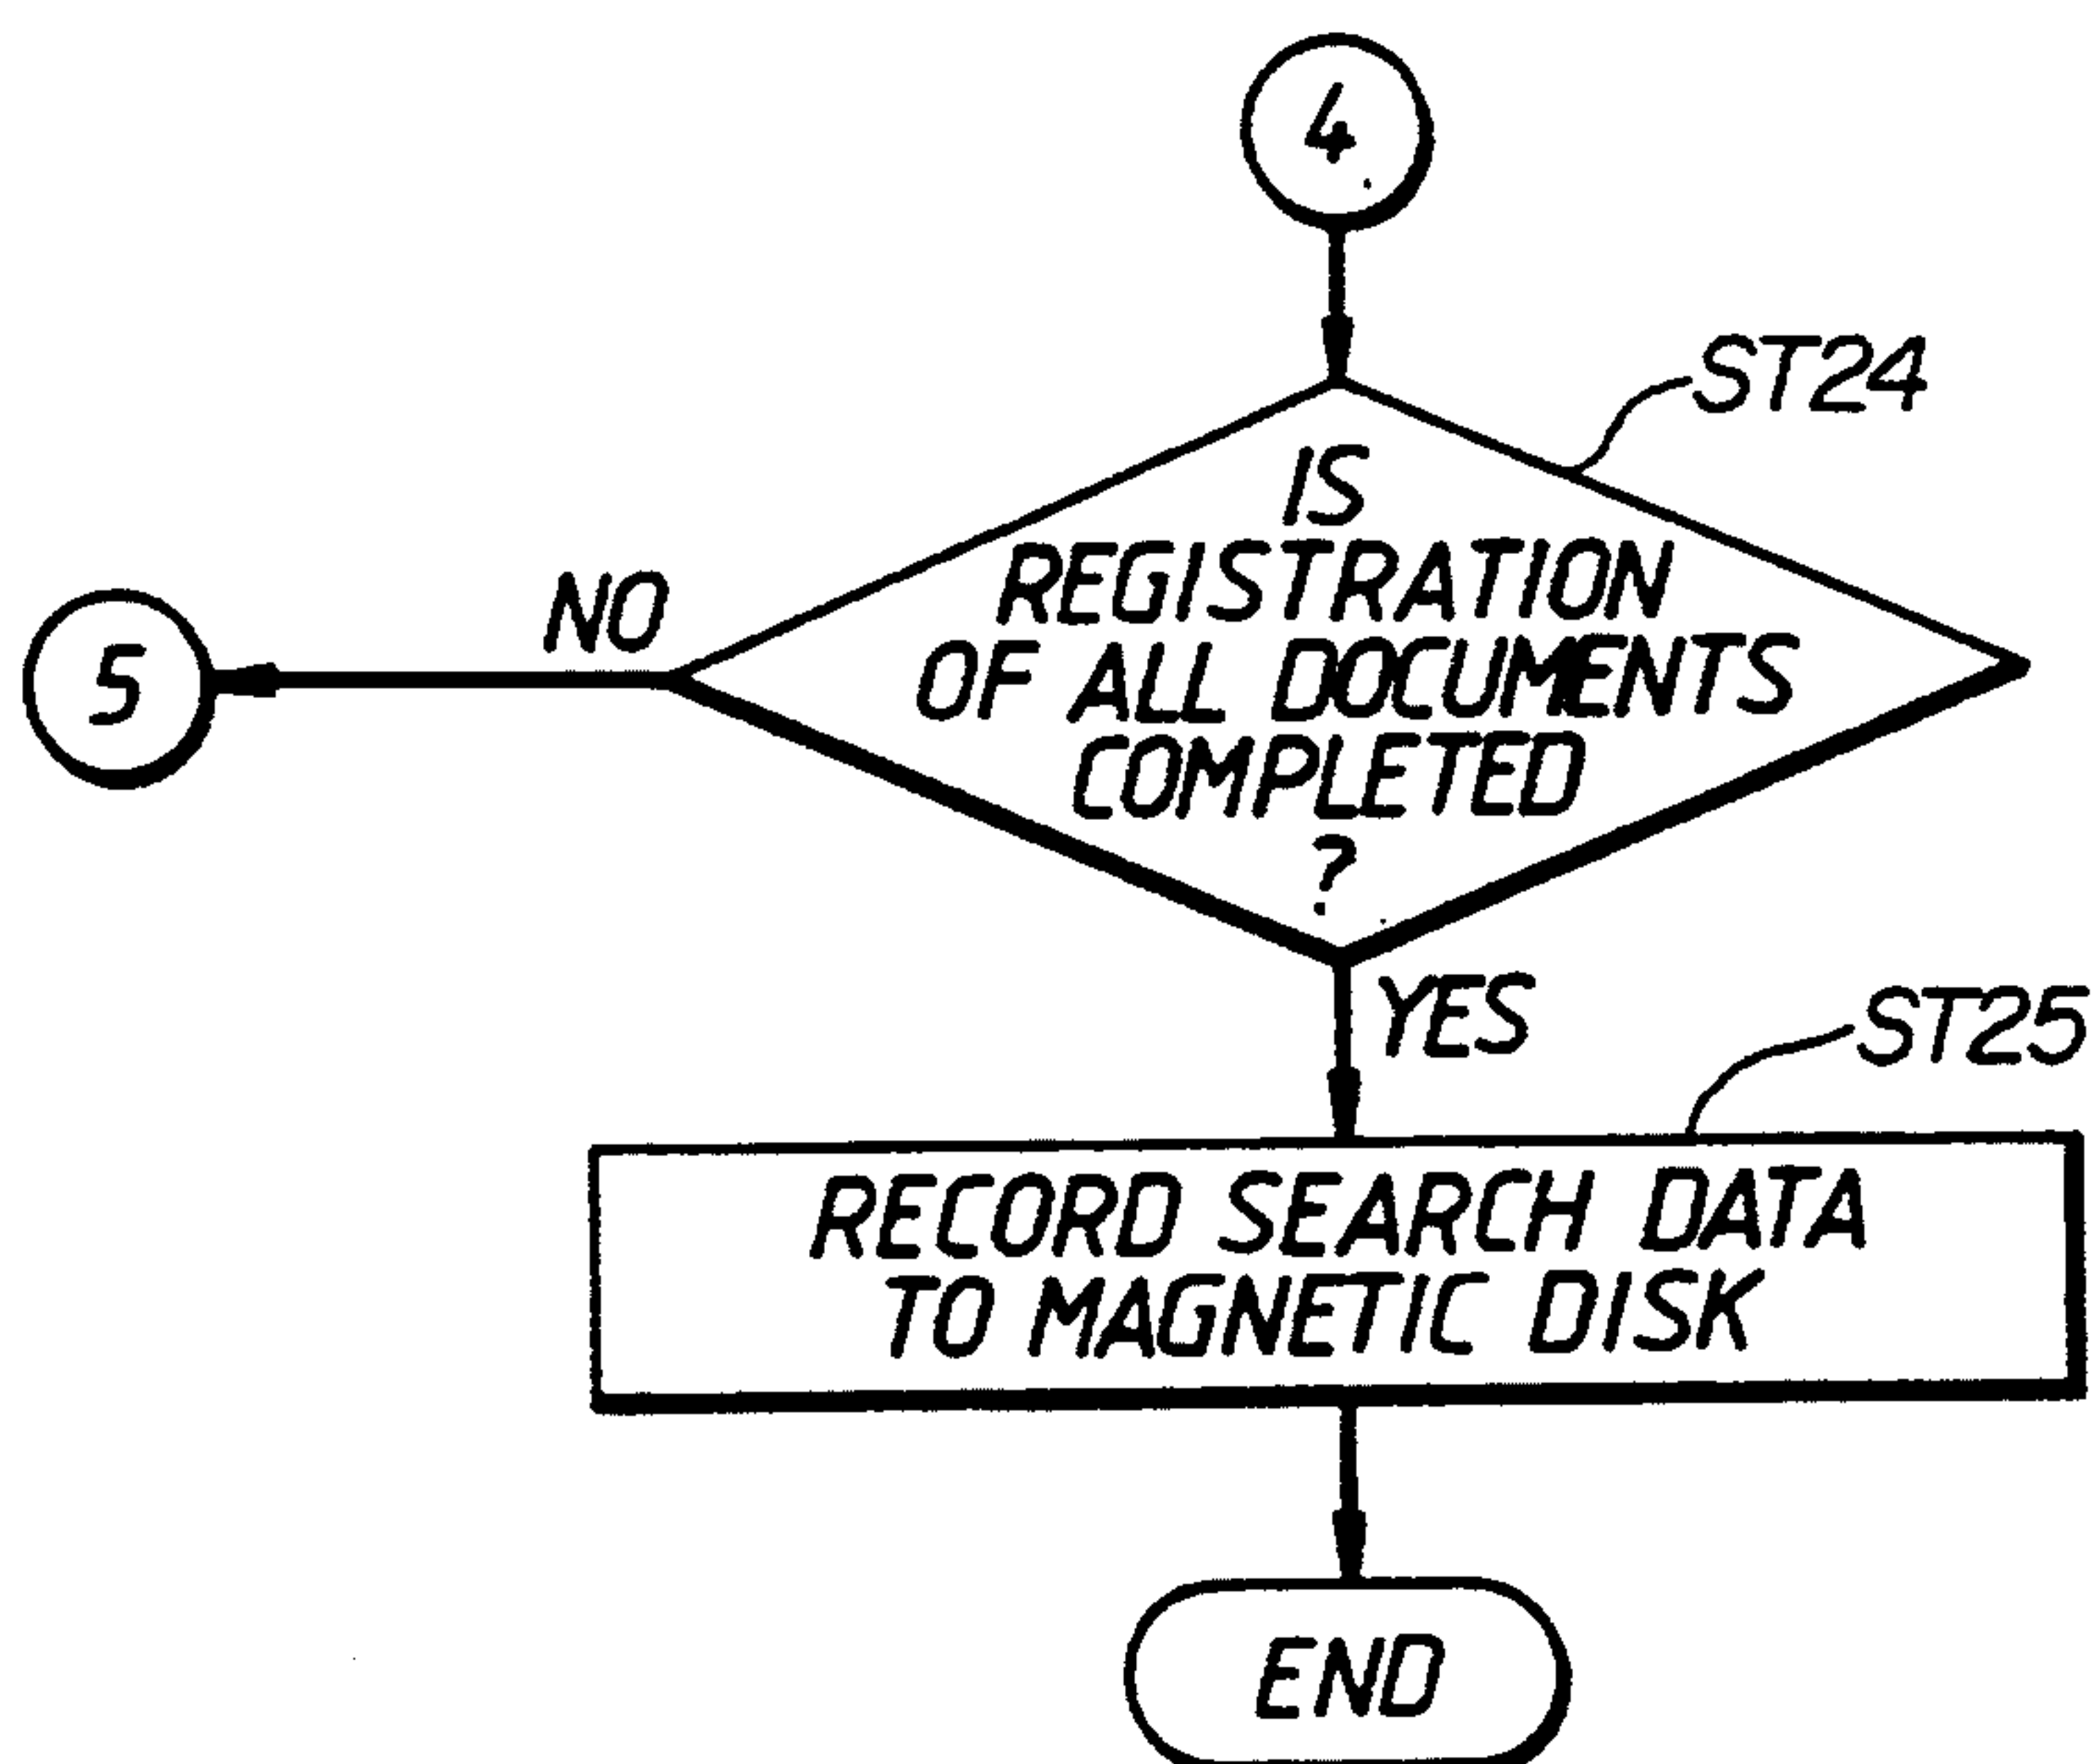 4
ST24
IS
REGISTRATION
OF ALL DOCUMENTS
COMPLETED
?
NO
5
YES
ST25
RECORD SEARCH DATA
TO MAGNETIC DISK
END